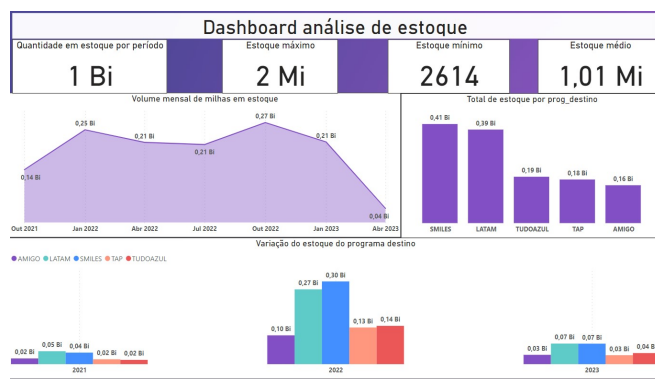 Dashboard análise de estoque
Quantidade em estoque por período
1 Bi
Estoque máximo
2 Mi
Estoque mínimo
2614
Estoque médio
1,01 Mi
Volume mensal de milhas em estoque
0,14 Bi
0,25 Bi
0,21 Bi
0,21 Bi
0,27 Bi
0,21 Bi
0,04 Bi
Out 2021 Jan 2022 Abr 2022 Jul 2022 Out 2022 Jan 2023 Abr 2023
Total de estoque por prog_destino
0,41 Bi
0,39 Bi
0,19 Bi
0,18 Bi
0,16 Bi
SMILES LATAM TUDOAZUL TAP AMIGO
Variação do estoque do programa destino
AMIGO LATAM SMILES TAP TUDOAZUL
0,02 Bi 0,05 Bi 0,04 Bi 0,02 Bi 0,02 Bi
2021
0,10 Bi 0,27 Bi 0,30 Bi 0,13 Bi 0,14 Bi
2022
0,03 Bi 0,07 Bi 0,07 Bi 0,03 Bi 0,04 B
2023